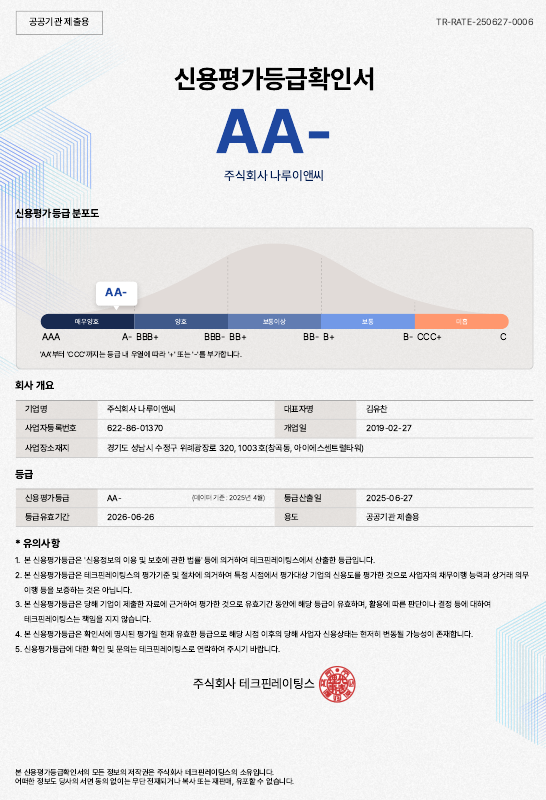 공공기관 제출용
TR-RATE-250627-0006
신용평가등급확인서
AA-
주식회사 나루이앤씨
신용평가등급 분포도
AA-
매우양호 양호 보통이상 보통 미흡
AAA A- BBB+ BBB- BB+ BB- B+ B- CCC+ C
'AA'부터 'CCC'까지는 등급 내 우열에 따라 '+' 또는 '-'를 부가합니다.
회사 개요
기업명 주식회사 나루이앤씨 대표자명 김유찬
사업자등록번호 622-86-01370 개업일 2019-02-27
사업장소재지 경기도 성남시 수정구 위례광장로 320, 1003호(창곡동, 아이에스센트럴타워)
등급
신용평가등급 AA- (데이터 기준 : 2025년 4월) 등급산출일 2025-06-27
등급유효기간 2026-06-26 용도 공공기관 제출용
* 유의사항
1. 본 신용평가등급은 '신용정보의 이용 및 보호에 관한 법률' 등에 의거하여 테크핀레이팅스에서 산출한 등급입니다.
2. 본 신용평가등급은 테크핀레이팅스의 평가기준 및 절차에 의거하여 특정 시점에서 평가대상 기업의 신용도를 평가한 것으로 사업자의 채무이행 능력과 상거래 의무
이행 등을 보증하는 것은 아닙니다.
3. 본 신용평가등급은 당해 기업이 제출한 자료에 근거하여 평가한 것으로 유효기간 동안에 해당 등급이 유효하며, 활용에 따른 판단이나 결정 등에 대하여
테크핀레이팅스는 책임을 지지 않습니다.
4. 본 신용평가등급은 확인서에 명시된 평가일 현재 유효한 등급으로 해당 시점 이후의 당해 사업자 신용상태는 현저히 변동될 가능성이 존재합니다.
5. 신용평가등급에 대한 확인 및 문의는 테크핀레이팅스로 연락하여 주시기 바랍니다.
주식회사 테크핀레이팅스
본 신용평가등급확인서의 모든 정보의 저작권은 주식회사 테크핀레이팅스의 소유입니다.
어떠한 정보도 당사의 서면 동의 없이는 무단 전재되거나 복사 또는 재판매, 유포할 수 없습니다.